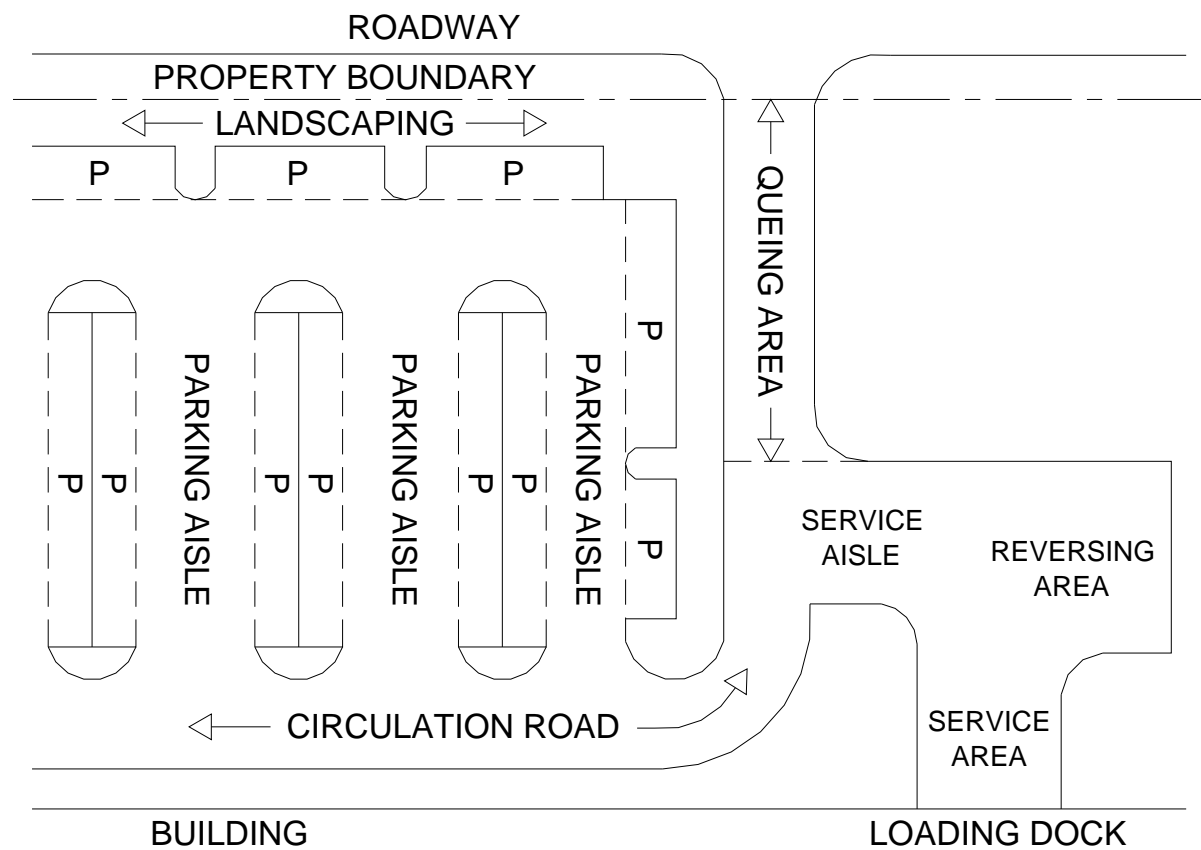 ROADWAY
PROPERTY BOUNDARY
LANDSCAPING
P
P
P
QUEING AREA
P
P
P
PARKING AISLE
P
P
PARKING AISLE
P
P
PARKING AISLE
P
SERVICE
AISLE
REVERSING
AREA
CIRCULATION ROAD
SERVICE
AREA
BUILDING
LOADING DOCK